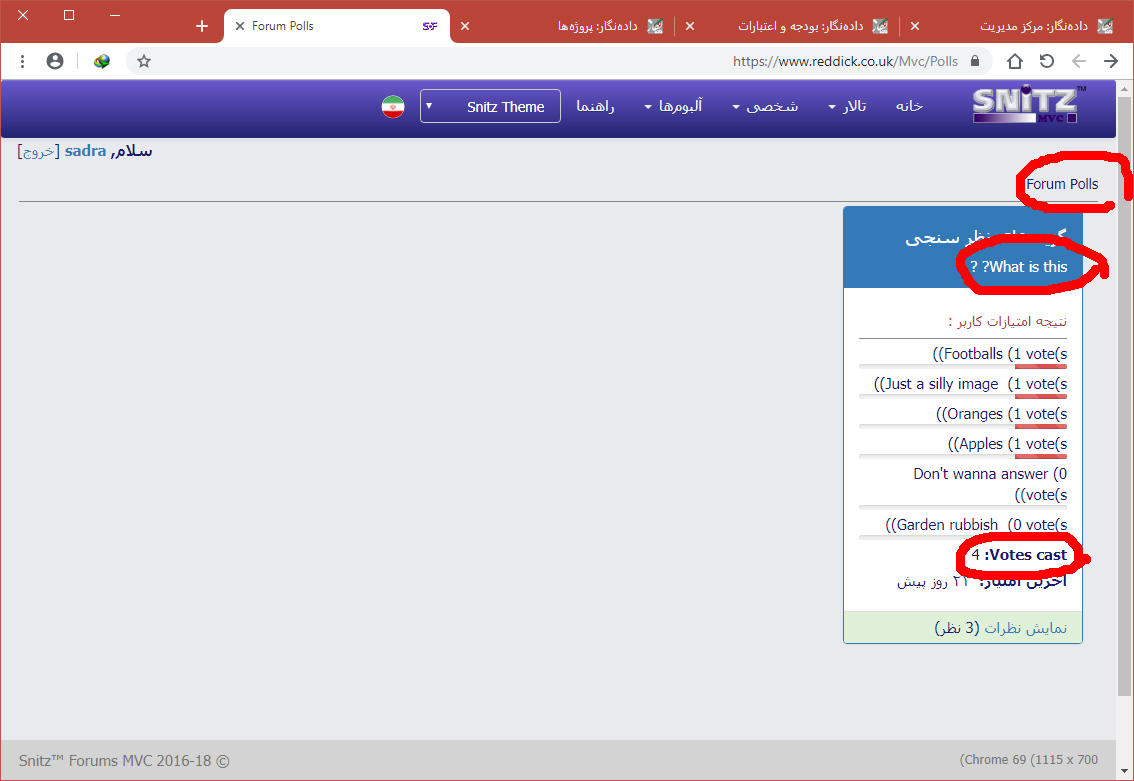 Forum Polls
داده‌نگار: پروژه‌ها
داده‌نگار: بودجه و اعتبارات
داده‌نگار: مرکز مدیریت
https://www.reddick.co.uk/Mvc/Polls
SNiTZ™ MVC
خانه
تالار
شخصی
آلبوم‌ها
راهنما
Snitz Theme
سلام, sadra [خروج]
Forum Polls
نظر سنجی
What is this? ?
نتیجه امتیازات کاربر :
Footballs (1 vote(s))
Just a silly image (1 vote(s))
Oranges (1 vote(s))
Apples (1 vote(s))
Don't wanna answer (0
vote(s))
Garden rubbish (0 vote(s))
Votes cast: 4
آخرین امتیاز: ۲۱ روز پیش
نمایش نظرات (3 نظر)
Snitz™ Forums MVC 2016-18 ©
Chrome 69 (1115 x 700)